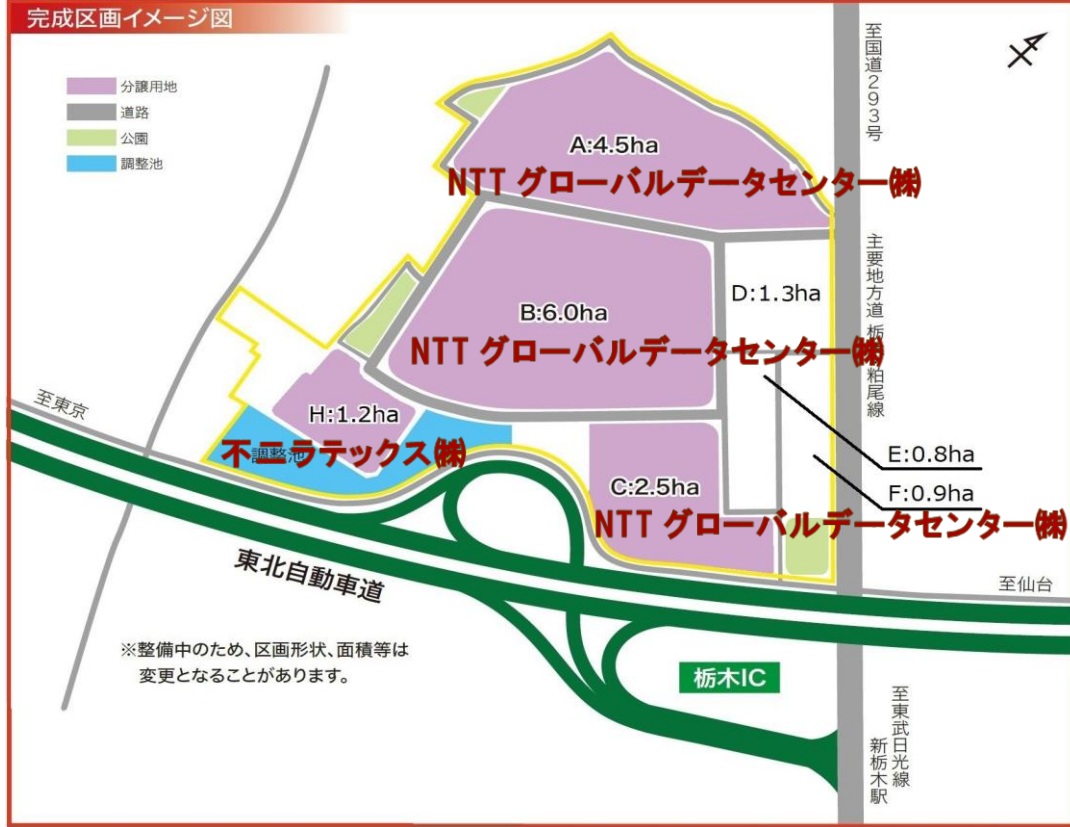 完成区画イメージ図
分譲用地
道路
公園
調整池
至国道293号
A:4.5ha
NTT グローバルデータセンター㈱
主要地方道 栃
粕尾線
D:1.3ha
B:6.0ha
NTT グローバルデータセンター㈱
至東京
H:1.2ha
調整池
不二ラテックス㈱
E:0.8ha
F:0.9ha
C:2.5ha
NTT グローバルデータセンター㈱
東北自動車道
至仙台
※整備中のため、区画形状、面積等は
変更となることがあります。
栃木IC
至東武日光線
新栃木駅